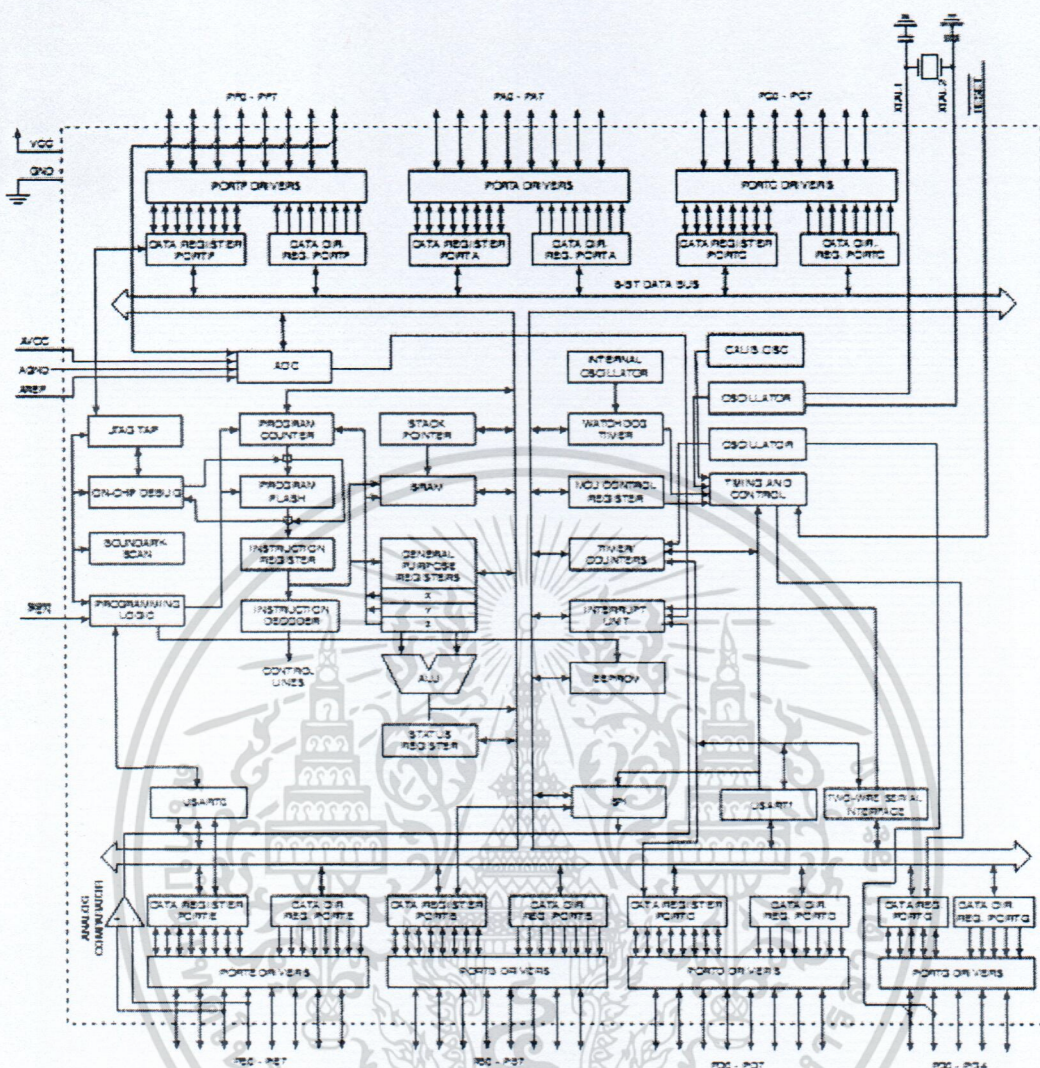 PF0 - PF7
PA0 - PA7
PC0 - PC7
XTAL1
XTAL2
RESET
VCC
GND
PORTF DRIVERS
PORTA DRIVERS
PORTC DRIVERS
DATA REGISTER
PORTF
DATA DIR.
REG. PORTF
DATA REGISTER
PORTA
DATA DIR.
REG. PORTA
DATA REGISTER
PORTC
DATA DIR.
REG. PORTC
8-BIT DATA BUS
AVCC
AGND
AREF
ADC
INTERNAL
OSCILLATOR
CALIB. OSC
OSCILLATOR
OSCILLATOR
JTAG TAP
PROGRAM
COUNTER
STACK
POINTER
WATCHDOG
TIMER
ON-CHIP DEBUG
PROGRAM
FLASH
SRAM
MCU CONTROL
REGISTER
TIMING AND
CONTROL
BOUNDARY-
SCAN
INSTRUCTION
REGISTER
GENERAL
PURPOSE
REGISTERS
X
Y
Z
TIMER/
COUNTERS
PEN
PROGRAMMING
LOGIC
INSTRUCTION
DECODER
INTERRUPT
UNIT
CONTROL
LINES
ALU
EEPROM
STATUS
REGISTER
USART0
SPI
USART1
TWO-WIRE SERIAL
INTERFACE
ANALOG
COMPARATOR
DATA REGISTER
PORTE
DATA DIR.
REG. PORTE
DATA REGISTER
PORTB
DATA DIR.
REG. PORTB
DATA REGISTER
PORTD
DATA DIR.
REG. PORTD
DATA REG.
PORTG
DATA DIR.
REG. PORTG
PORTE DRIVERS
PORTB DRIVERS
PORTD DRIVERS
PORTG DRIVERS
PE0 - PE7
PB0 - PB7
PD0 - PD7
PG0 - PG4